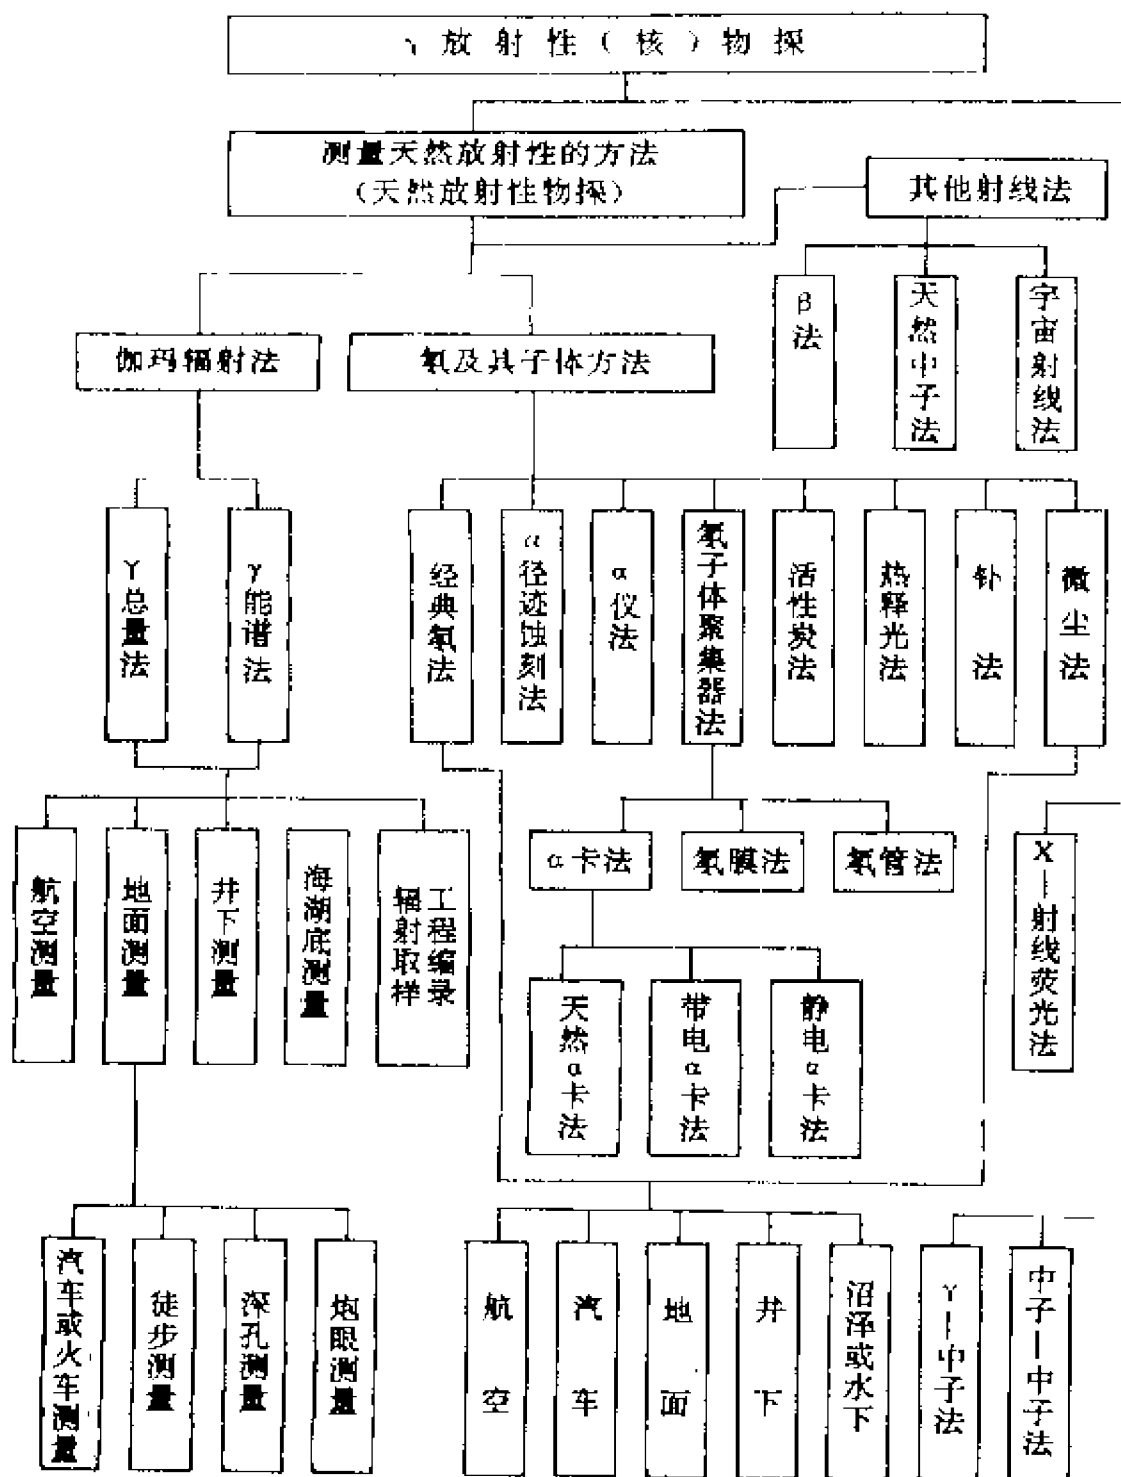 放射性(核)物探
测量天然放射性的方法
(天然放射性物探)
其他射线法
β法
天然中子法
宇宙射线法
伽玛辐射法
氡及其子体方法
γ总量法
γ能谱法
经典氡法
α径迹蚀刻法
α仪法
氡子体聚集器法
活性炭法
热释光法
钋法
微尘法
α卡法
氡膜法
氡管法
X-射线荧光法
航空测量
地面测量
井下测量
海湖底测量
工程编录
辐射取样
天然α卡法
带电α卡法
静电α卡法
汽车或火车测量
徒步测量
深孔测量
炮眼测量
航空
汽车
地面
井下
沼泽或水下
γ-中子法
中子-中子法